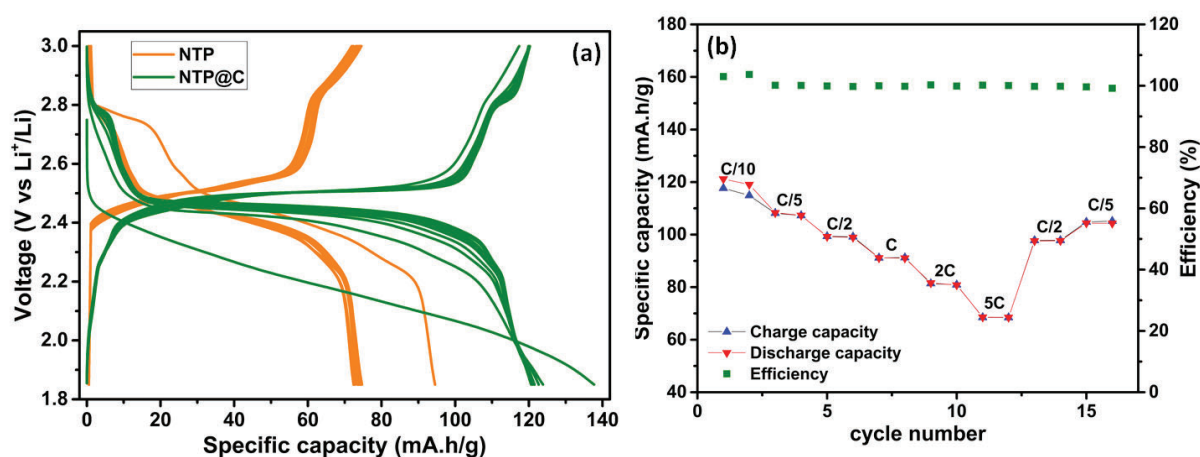 NTP
NTP@C
(a)
3.0
2.8
2.6
2.4
2.2
2.0
1.8
Voltage (V vs Li⁺/Li)
0 20 40 60 80 100 120 140
Specific capacity (mA.h/g)
(b)
180
160
140
120
100
80
60
40
Specific capacity (mA.h/g)
C/10
C/5
C/2
C
2C
5C
C/2
C/5
Charge capacity
Discharge capacity
Efficiency
0 5 10 15
cycle number
120
100
80
60
40
20
0
Efficiency (%)